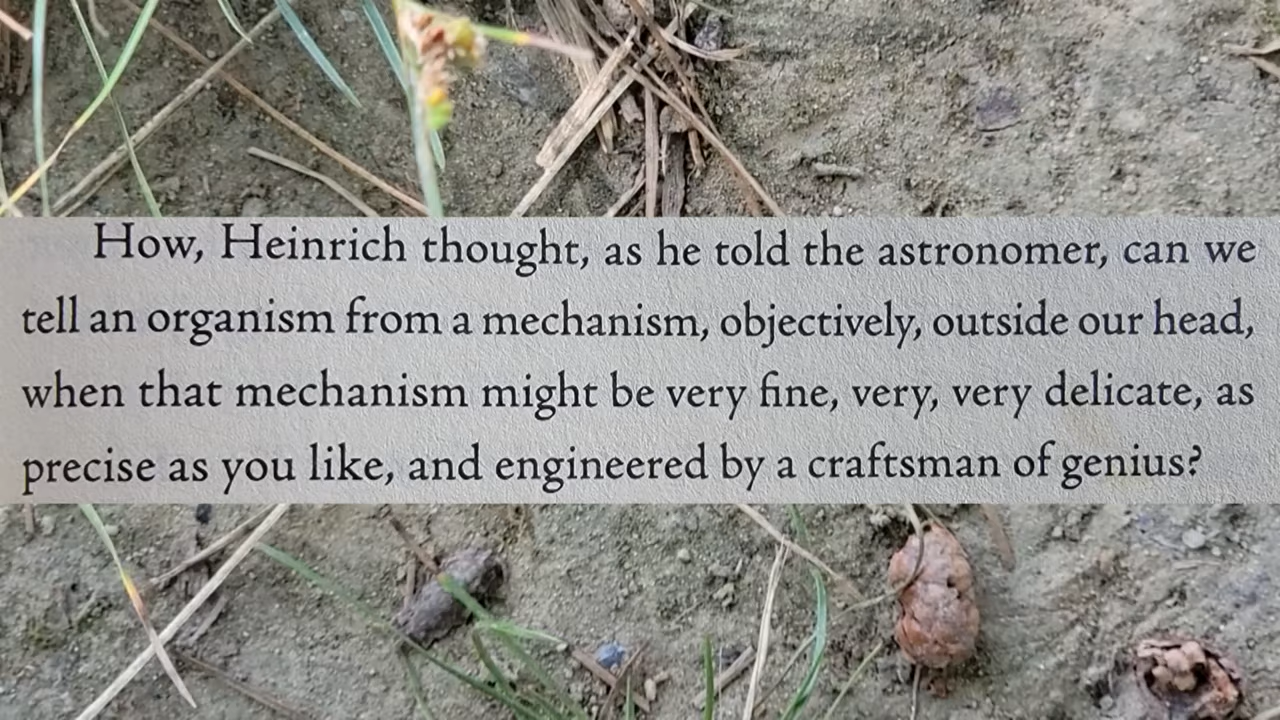 How, Heinrich thought, as he told the astronomer, can we
tell an organism from a mechanism, objectively, outside our head,
when that mechanism might be very fine, very, very delicate, as
precise as you like, and engineered by a craftsman of genius?